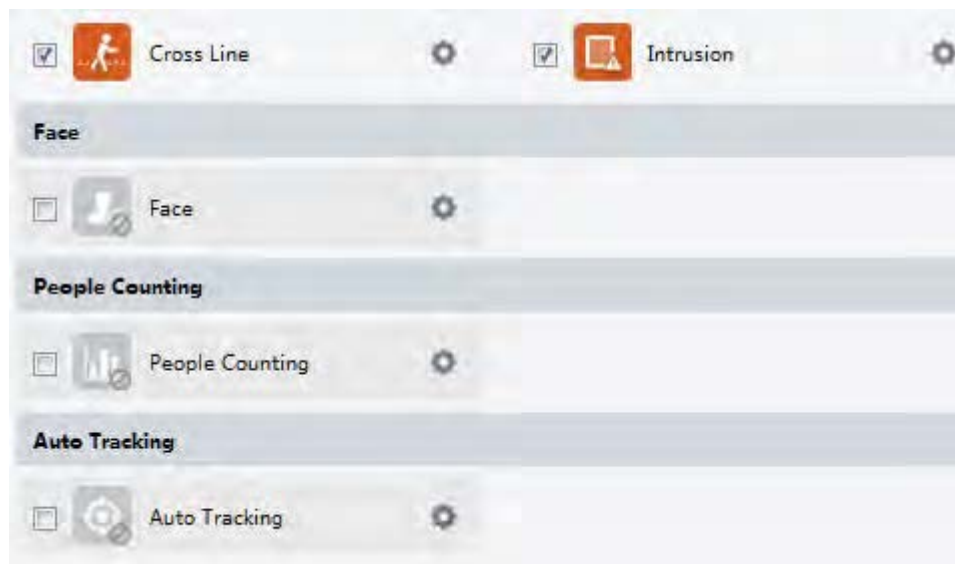 Cross Line Intrusion
Face
Face
People Counting
People Counting
Auto Tracking
Auto Tracking